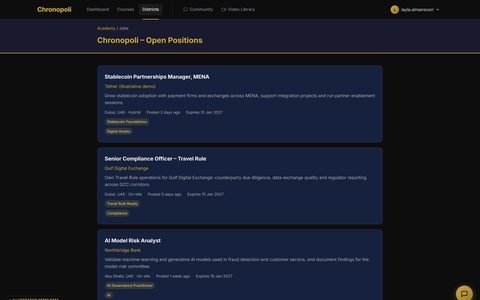 Chronopoli
Dashboard
Courses
Districts
Community
Video Library
L
layla.almansoori
Academy / Jobs
Chronopoli – Open Positions
Stablecoin Partnerships Manager, MENA
Tether (illustrative demo)
Grow stablecoin adoption with payment firms and exchanges across MENA, support integration projects and run partner enablement
sessions.
Dubai, UAE · Hybrid Posted 3 days ago Expires 31 Jan 2027
Stablecoin Foundations
Digital Assets
Senior Compliance Officer – Travel Rule
Gulf Digital Exchange
Own Travel Rule operations for Gulf Digital Exchange: counterparty due diligence, data-exchange quality and regulator reporting
across GCC corridors.
Dubai, UAE · On-site Posted 5 days ago Expires 15 Jan 2027
Travel Rule Ready
Compliance
AI Model Risk Analyst
Northbridge Bank
Validate machine-learning and generative AI models used in fraud detection and customer service, and document findings for the
model-risk committee.
Abu Dhabi, UAE · On-site Posted 1 week ago Expires 15 Jan 2027
AI Governance Practitioner
AI